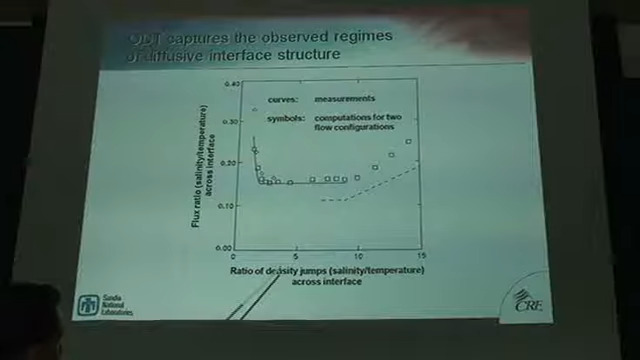 ODT captures the observed regimes
of diffusive interface structure
0.40
curves: measurements
0.30
symbols: computations for two
flow configurations
Flux ratio (salinity/temperature)
across interface
0.20
0.10
0.00
0
5
10
15
Ratio of density jumps (salinity/temperature)
across interface
Sandia
National
Laboratories
CRF